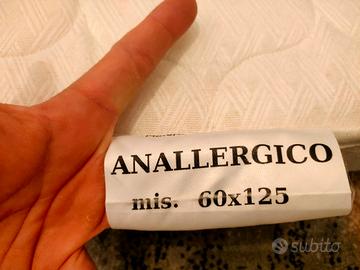 ANALLERGICO
mis. 60x125
subito